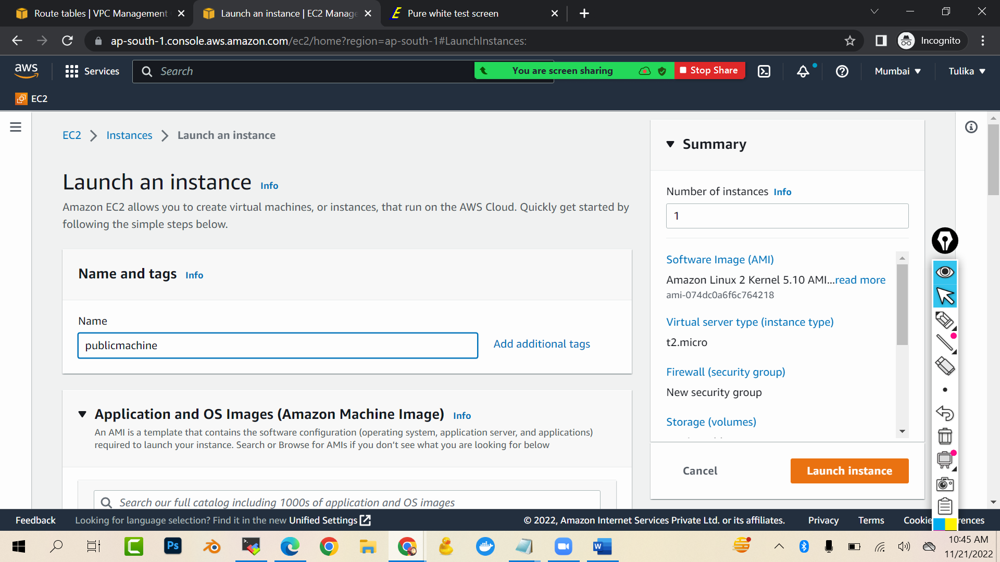 Route tables | VPC Management
Launch an instance | EC2 Manage
Pure white test screen
ap-south-1.console.aws.amazon.com/ec2/home?region=ap-south-1#LaunchInstances:
Incognito
aws
Services
Search
You are screen sharing
Stop Share
Mumbai
Tulika
EC2
EC2
Instances
Launch an instance
Launch an instance Info
Amazon EC2 allows you to create virtual machines, or instances, that run on the AWS Cloud. Quickly get started by
following the simple steps below.
Name and tags Info
Name
publicmachine
Add additional tags
Application and OS Images (Amazon Machine Image) Info
An AMI is a template that contains the software configuration (operating system, application server, and applications)
required to launch your instance. Search or Browse for AMIs if you don't see what you are looking for below
Search our full catalog including 1000s of application and OS images
Summary
Number of instances Info
1
Software Image (AMI)
Amazon Linux 2 Kernel 5.10 AMI...read more
ami-074dc0a6f6c764218
Virtual server type (instance type)
t2.micro
Firewall (security group)
New security group
Storage (volumes)
Cancel
Launch instance
Feedback
Looking for language selection? Find it in the new Unified Settings
© 2022, Amazon Internet Services Private Ltd. or its affiliates.
Privacy
Terms
Cookie rences
Ps
W
10:45 AM
11/21/2022